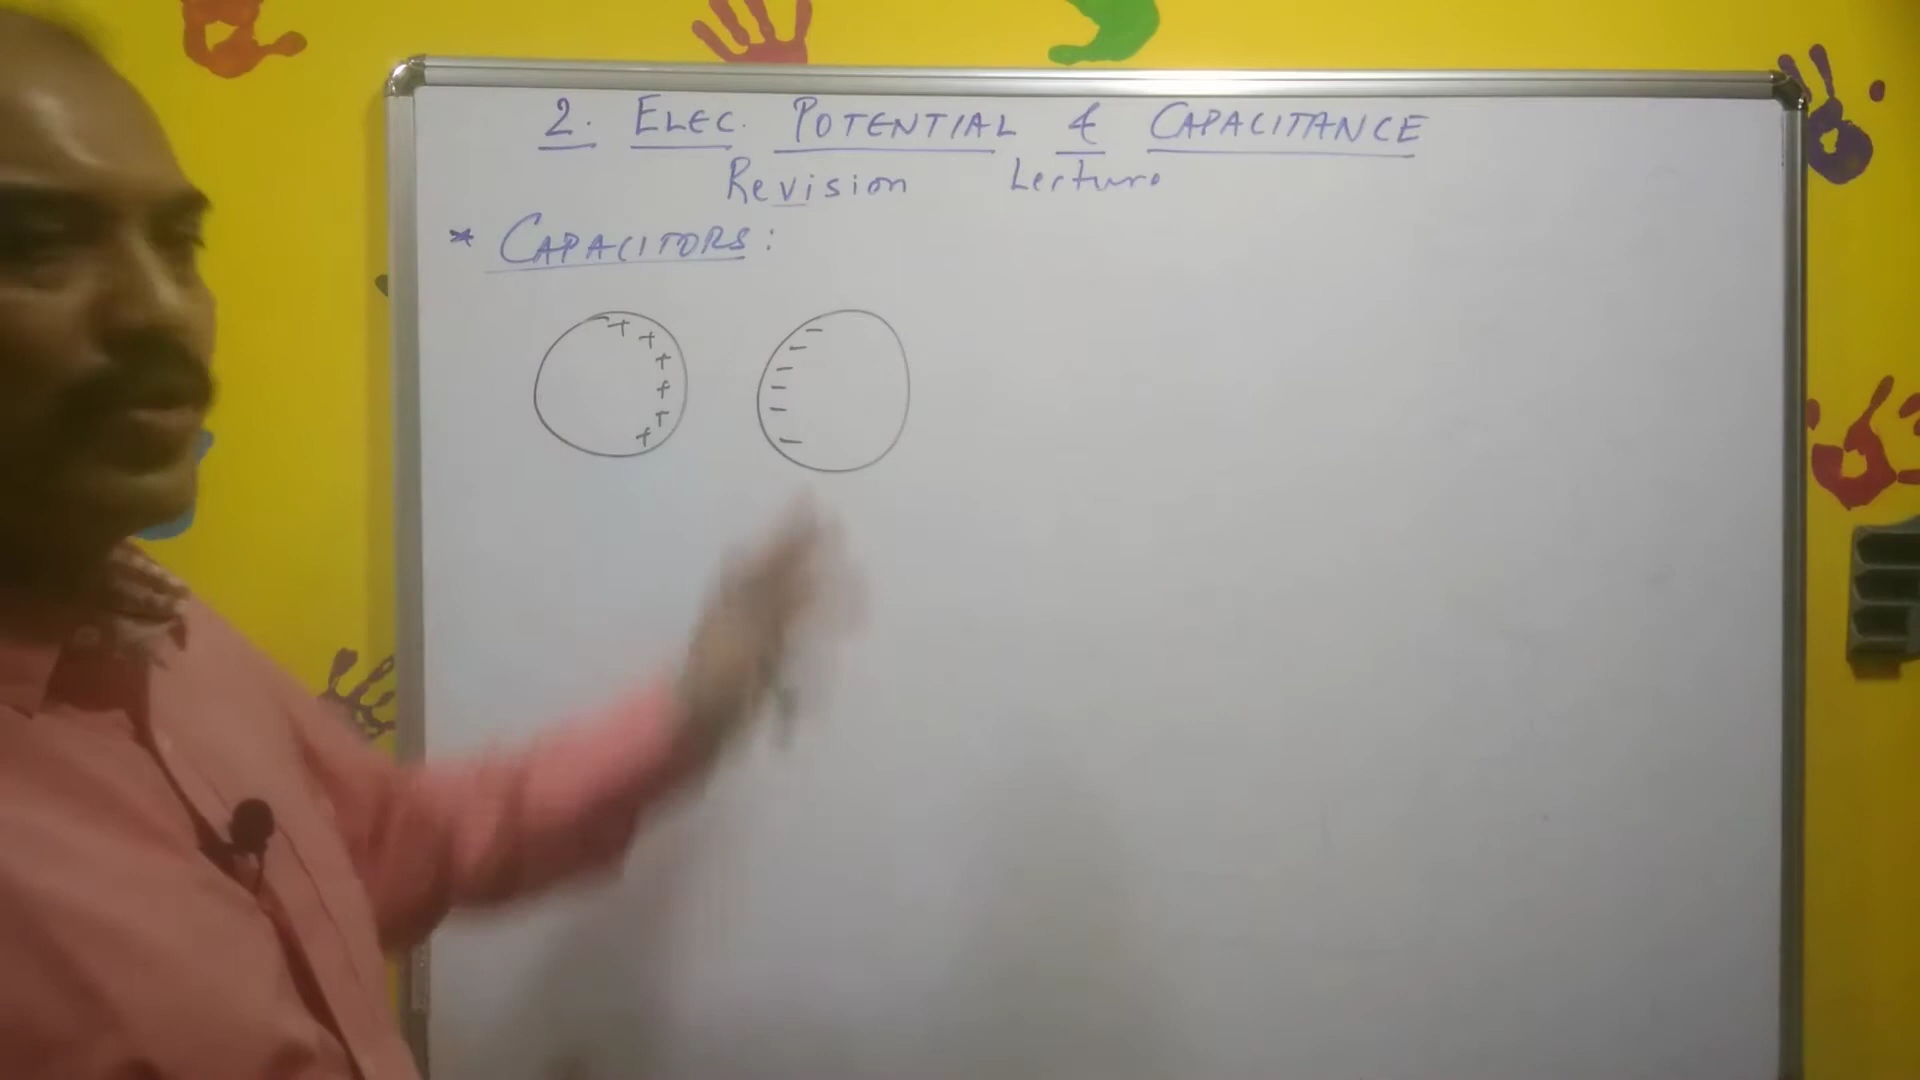 2. ELEC. POTENTIAL & CAPACITANCE
Revision Lecture
* CAPACITORS:
+ + + + + +
- - - - - -